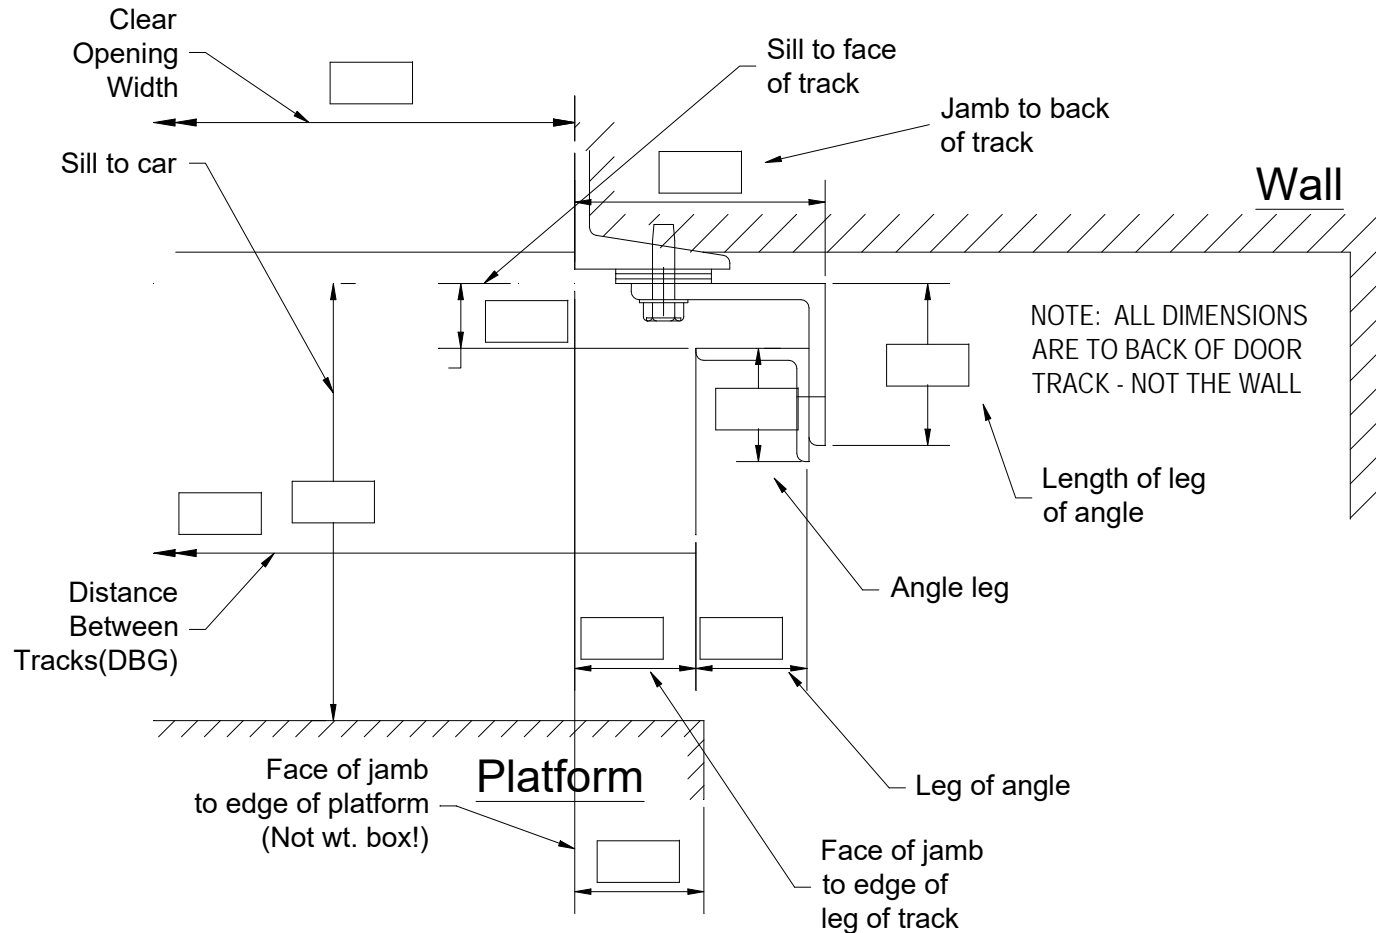 Clear
Opening
Width
Sill to face
of track
Jamb to back
of track
Sill to car
Wall
NOTE:  ALL DIMENSIONS
ARE TO BACK OF DOOR
TRACK - NOT THE WALL
Length of leg
of angle
Angle leg
Distance
Between
Tracks(DBG)
Face of jamb
to edge of platform
(Not wt. box!)
Platform
Leg of angle
Face of jamb
to edge of
leg of track